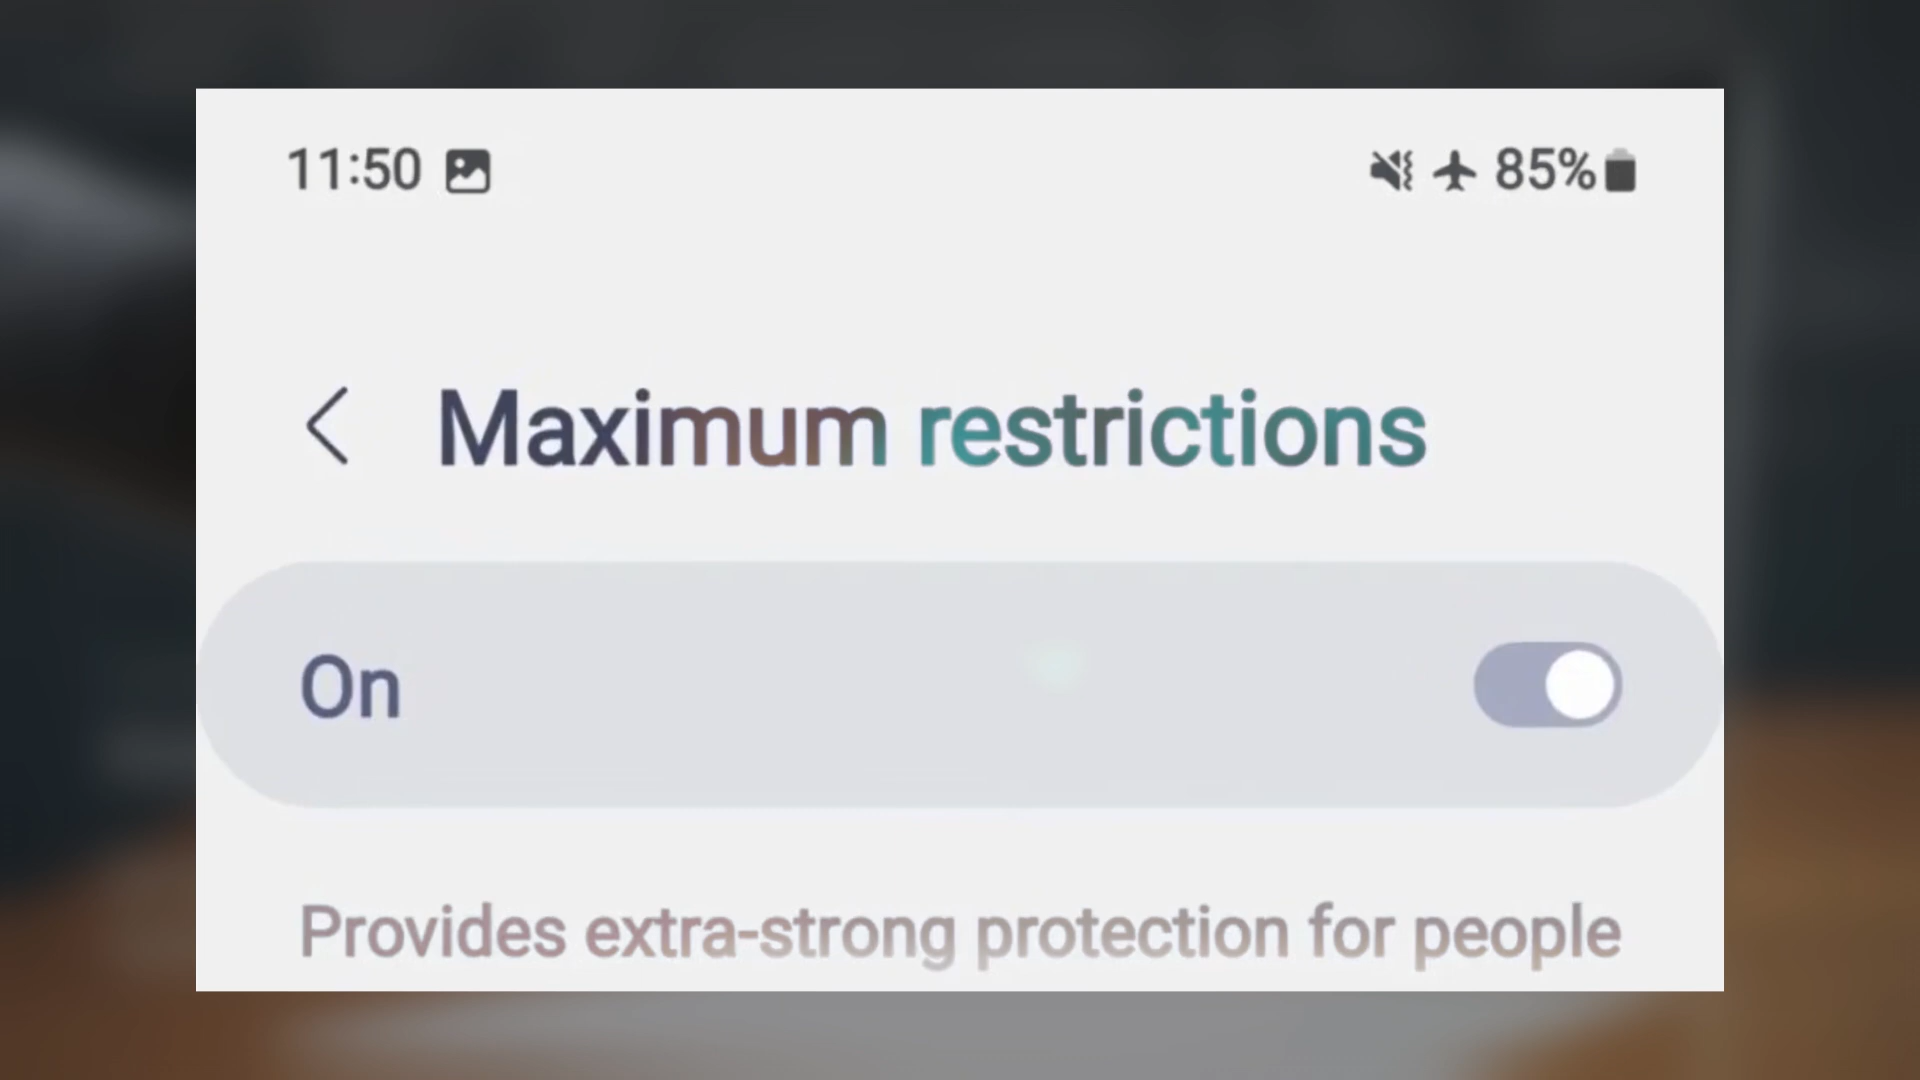 11:50 85%
Maximum restrictions
On
Provides extra-strong protection for people